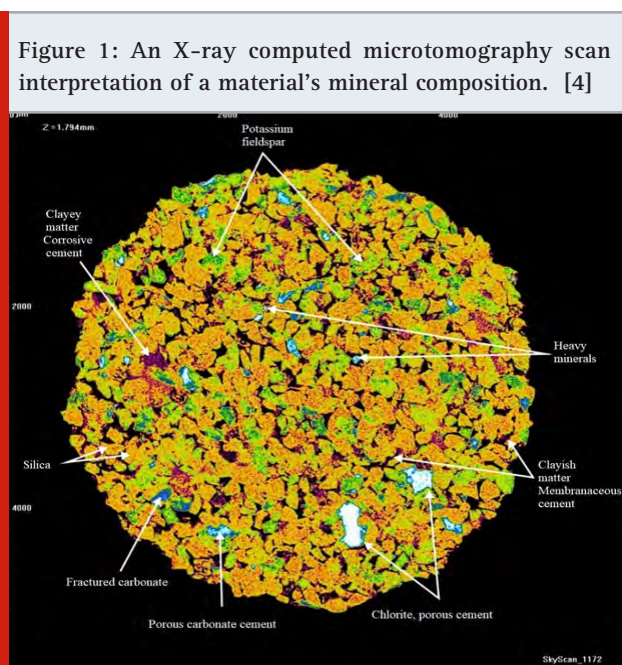 Figure 1: An X-ray computed microtomography scan
interpretation of a material's mineral composition. [4]
2000
4000
Z=1.794mm
Potassium
fieldspar
Clayey
matter
Corrosive
cement
2000
Heavy
minerals
Silica
Clayish
matter
Membranaceous
cement
4000
Fractured carbonate
Porous carbonate cement
Chlorite, porous cement
SkyScan_1172